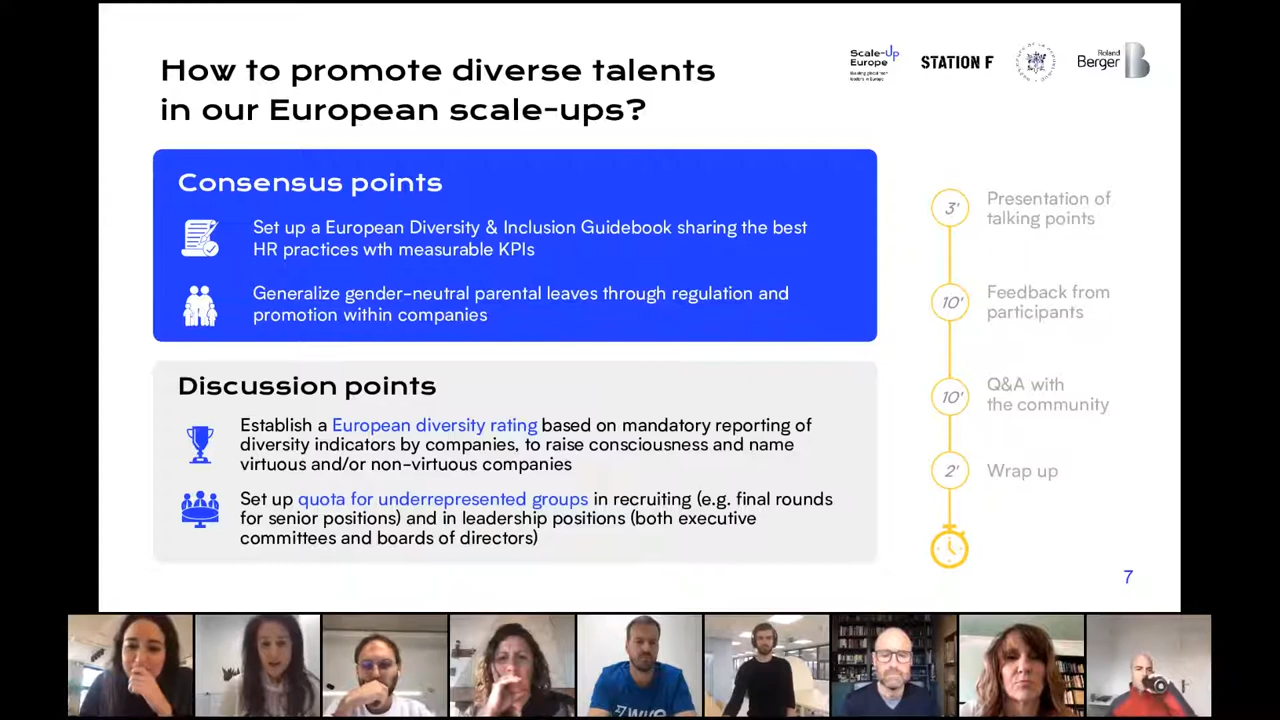 How to promote diverse talents
in our European scale-ups?
Scale-Up
Europe
STATION F
Roland
Berger
Consensus points
Set up a European Diversity & Inclusion Guidebook sharing the best
HR practices wth measurable KPIs
Generalize gender-neutral parental leaves through regulation and
promotion within companies
Discussion points
Establish a European diversity rating based on mandatory reporting of
diversity indicators by companies, to raise consciousness and name
virtuous and/or non-virtuous companies
Set up quota for underrepresented groups in recruiting (e.g. final rounds
for senior positions) and in leadership positions (both executive
committees and boards of directors)
3'
Presentation of
talking points
10'
Feedback from
participants
10'
Q&A with
the community
2'
Wrap up
7